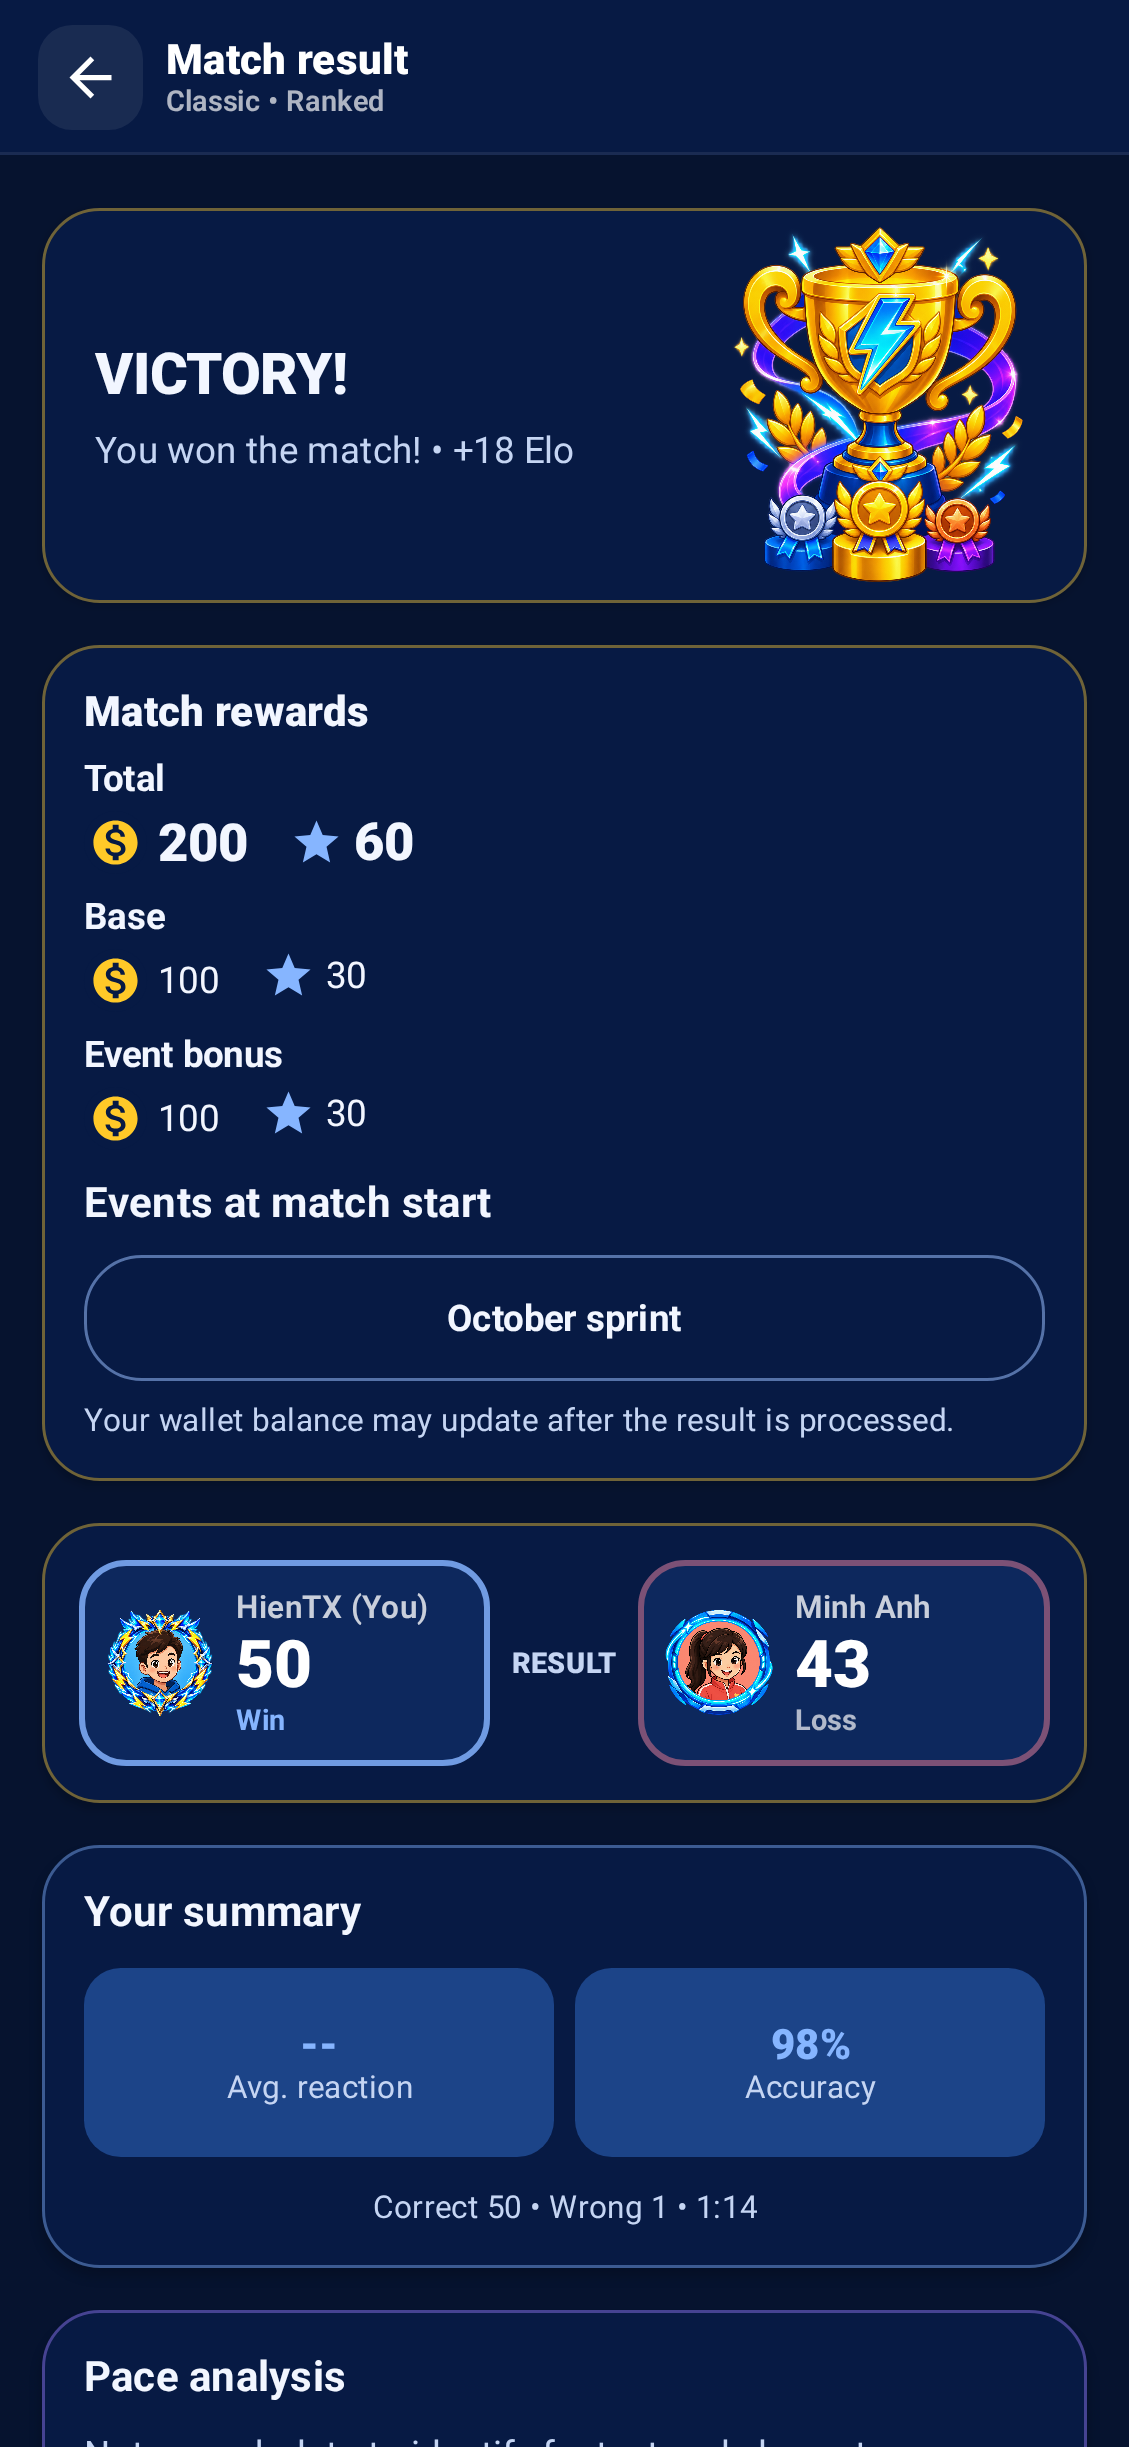 Match result
Classic • Ranked
VICTORY!
You won the match! • +18 Elo
Match rewards
Total
200 60
Base
100 30
Event bonus
100 30
Events at match start
October sprint
Your wallet balance may update after the result is processed.
HienTX (You)
50
Win
RESULT
Minh Anh
43
Loss
Your summary
--
Avg. reaction
98%
Accuracy
Correct 50 • Wrong 1 • 1:14
Pace analysis